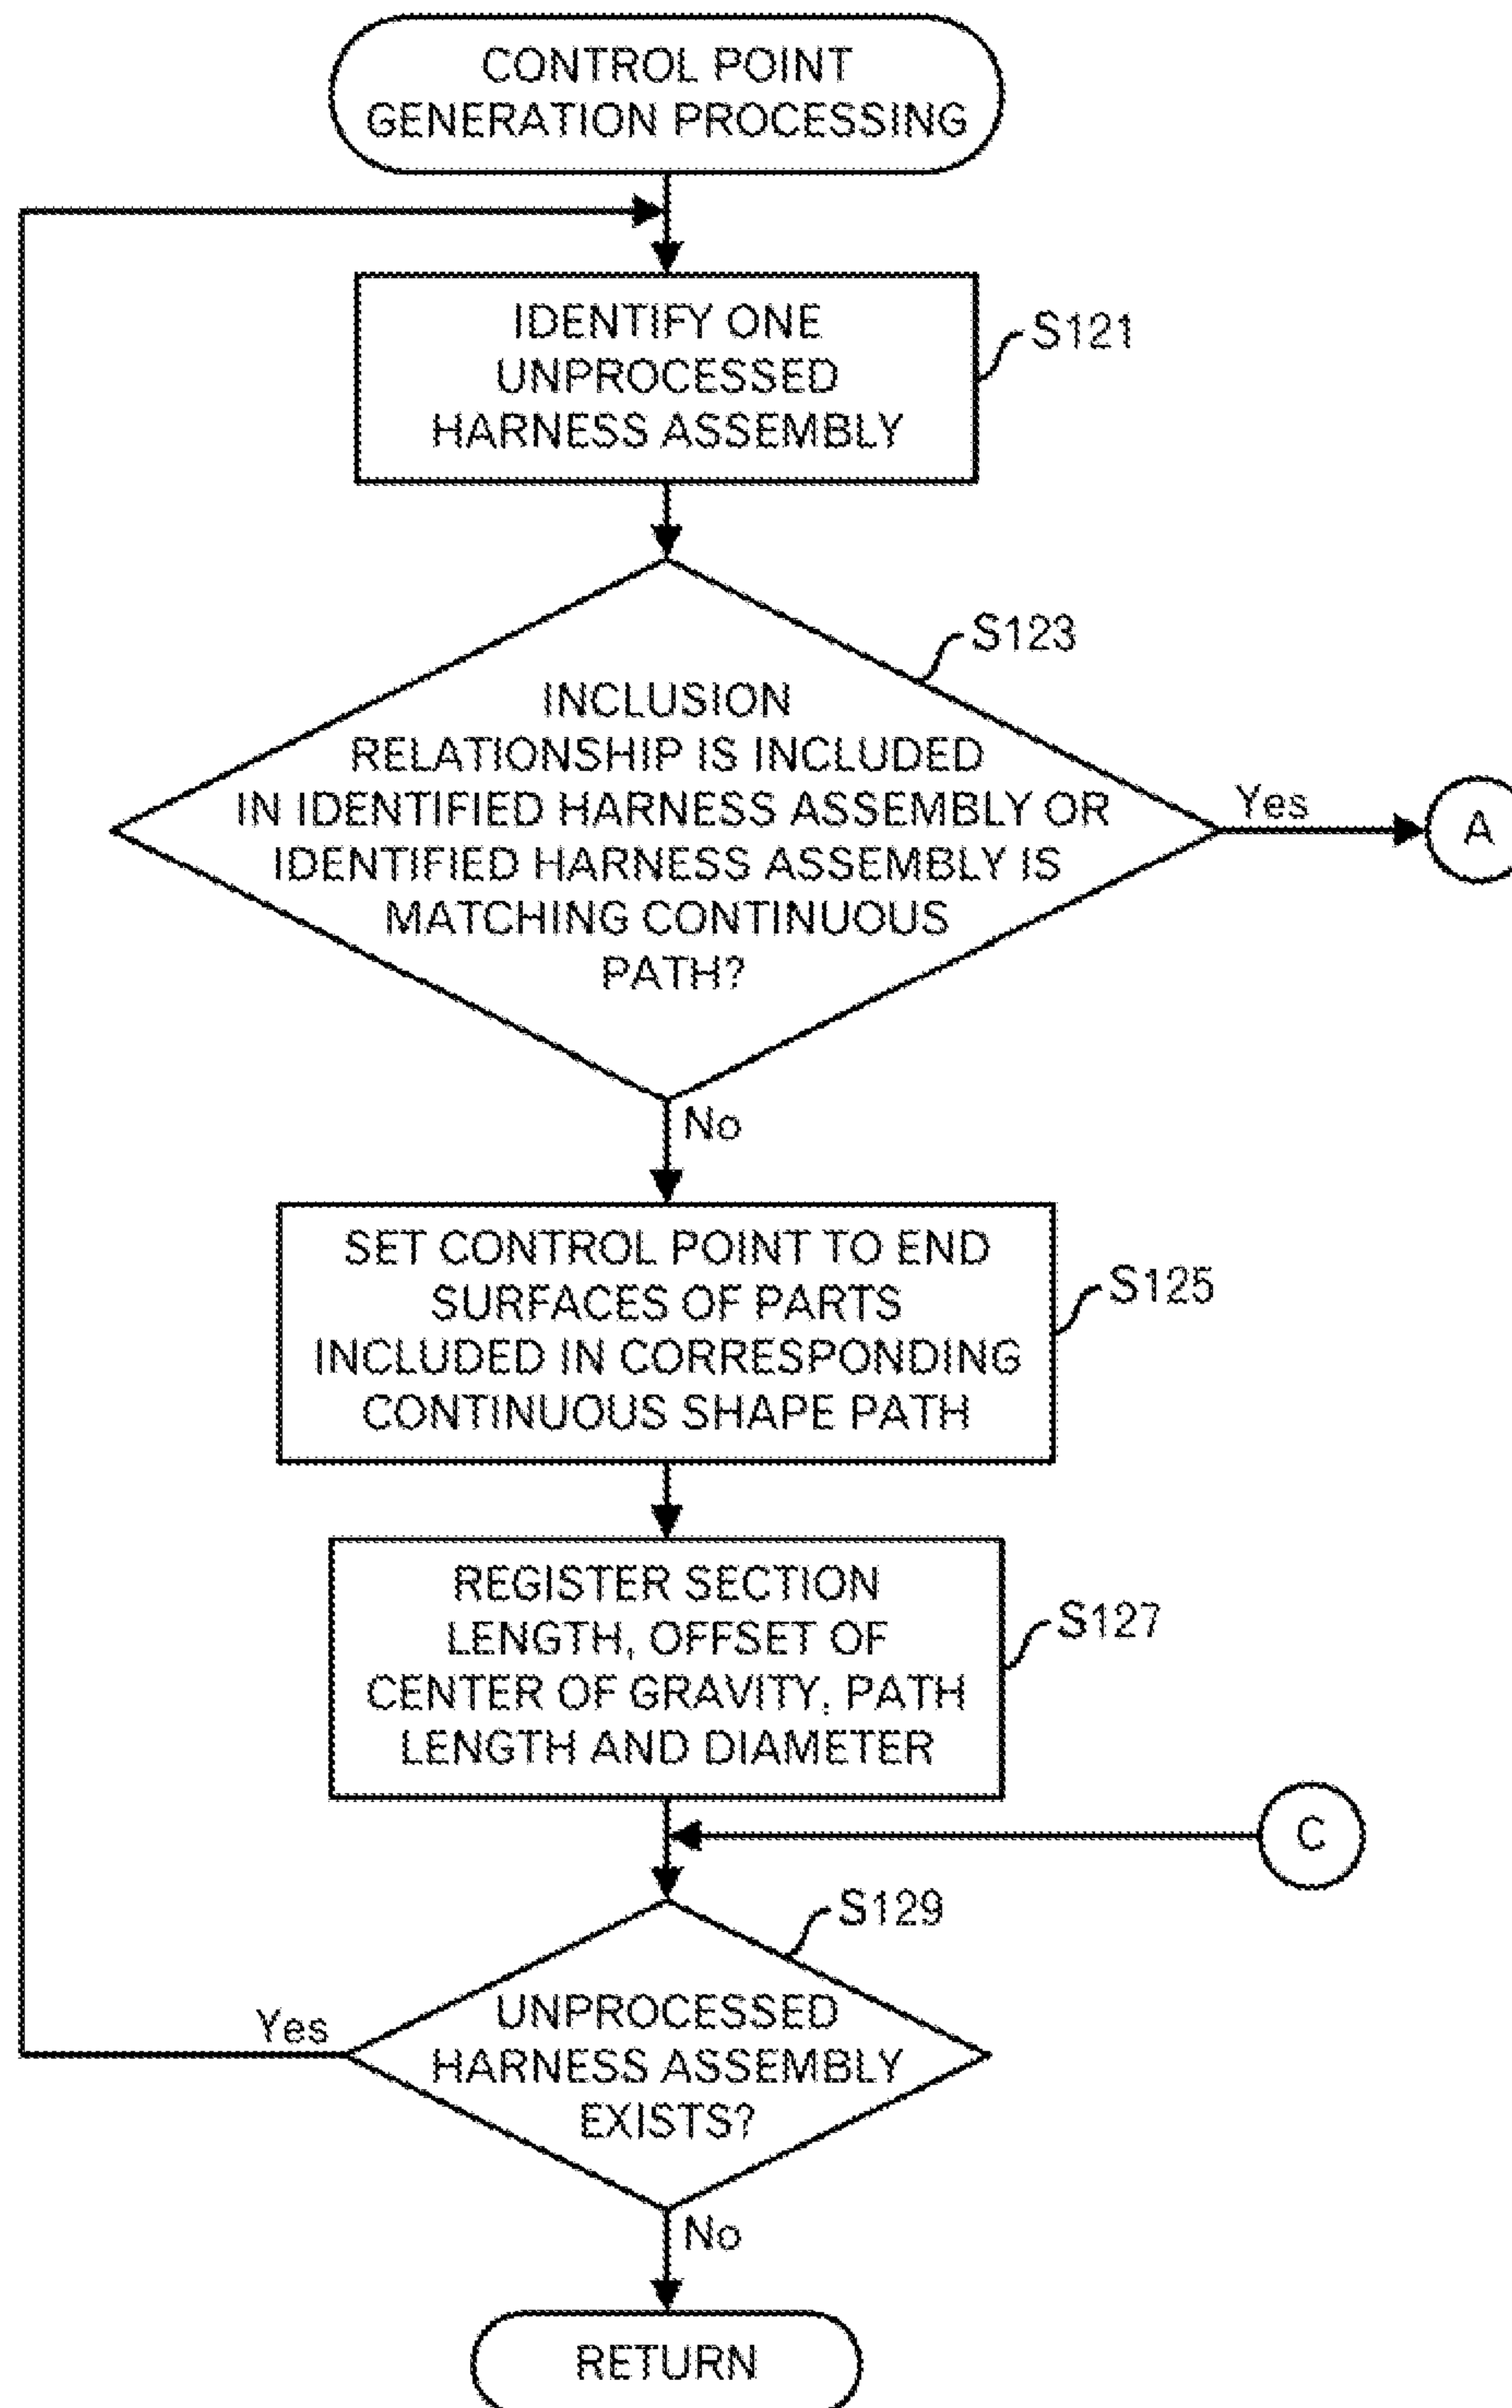 CONTROL POINT
GENERATION PROCESSING
IDENTIFY ONE
UNPROCESSED
HARNESS ASSEMBLY
S121
S123
INCLUSION
RELATIONSHIP IS INCLUDED
IN IDENTIFIED HARNESS ASSEMBLY OR
IDENTIFIED HARNESS ASSEMBLY IS
MATCHING CONTINUOUS
PATH?
Yes
A
No
SET CONTROL POINT TO END
SURFACES OF PARTS
INCLUDED IN CORRESPONDING
CONTINUOUS SHAPE PATH
S125
REGISTER SECTION
LENGTH, OFFSET OF
CENTER OF GRAVITY, PATH
LENGTH AND DIAMETER
S127
C
S129
UNPROCESSED
HARNESS ASSEMBLY
EXISTS?
Yes
No
RETURN